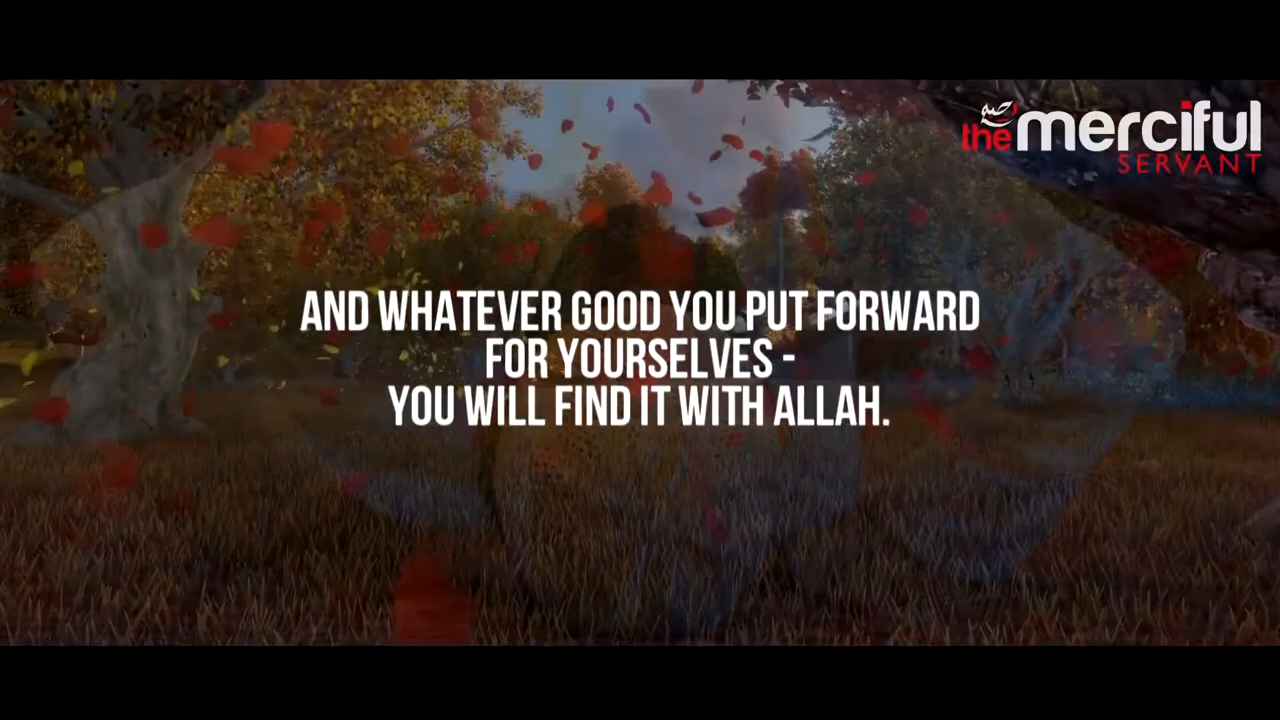 the merciful
SERVANT
AND WHATEVER GOOD YOU PUT FORWARD
FOR YOURSELVES -
YOU WILL FIND IT WITH ALLAH.